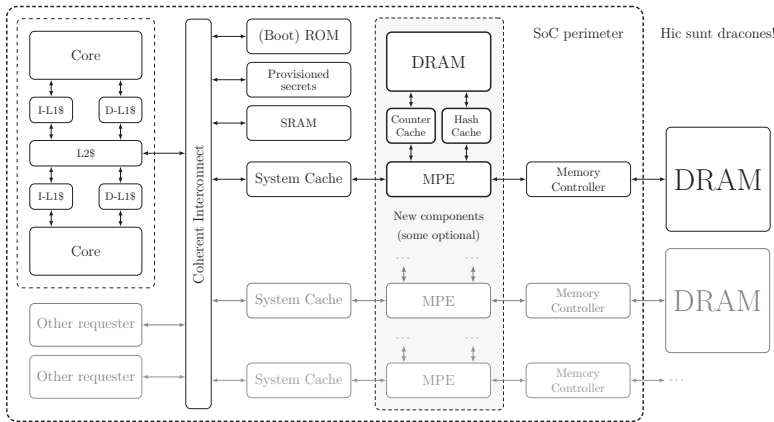 Core
I-L1$
D-L1$
L2$
I-L1$
D-L1$
Core
Other requester
Other requester
Coherent Interconnect
(Boot) ROM
Provisioned
secrets
SRAM
System Cache
System Cache
System Cache
DRAM
Counter
Cache
Hash
Cache
MPE
New components
(some optional)
...
...
MPE
...
...
MPE
SoC perimeter
Memory
Controller
Memory
Controller
Memory
Controller
Hic sunt dracones!
DRAM
DRAM
...